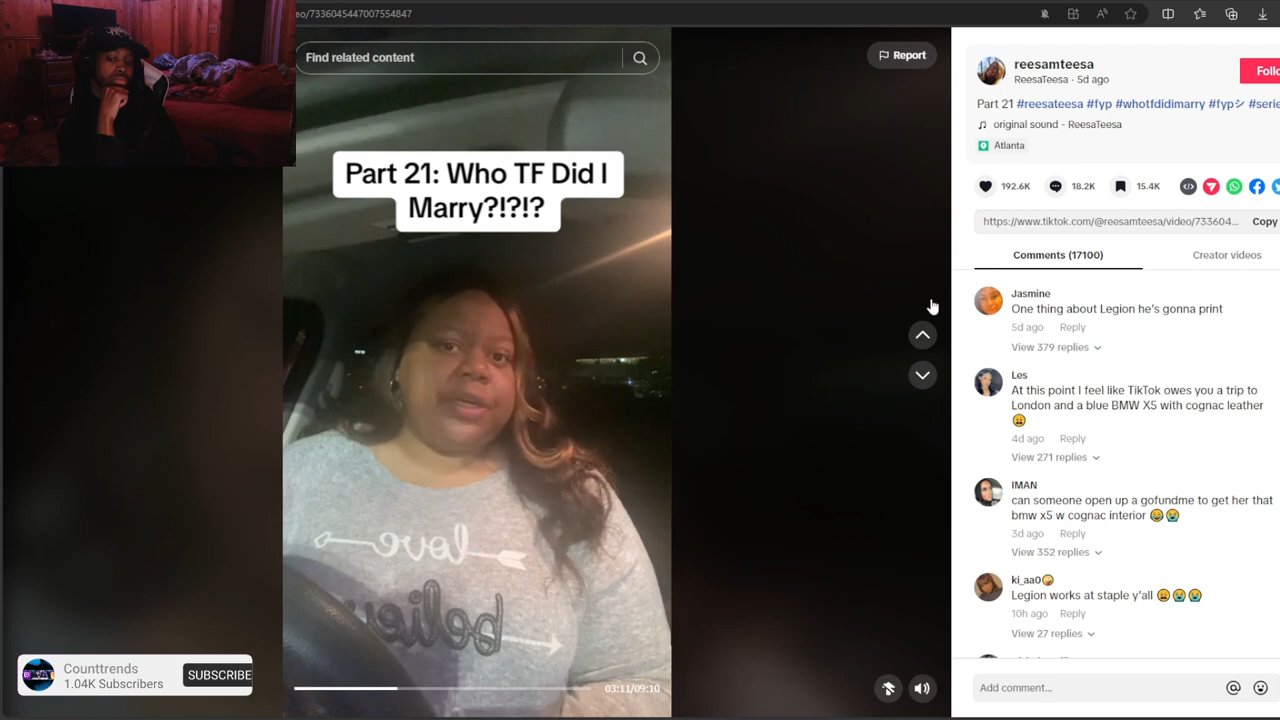 eo/7336045447007554847
Find related content
Report
Part 21: Who TF Did I
Marry?!?!?
love
believe
03:11/09:10
Counttrends
1.04K Subscribers
SUBSCRIBE
reesamteesa
ReesaTeesa · 5d ago
Follo
Part 21 #reesateesa #fyp #whotfdidimarry #fypシ #serie
original sound - ReesaTeesa
Atlanta
192.6K
18.2K
15.4K
https://www.tiktok.com/@reesamteesa/video/733604...
Copy
Comments (17100)
Creator videos
Jasmine
One thing about Legion he's gonna print
5d ago Reply
View 379 replies
Les
At this point I feel like TikTok owes you a trip to
London and a blue BMW X5 with cognac leather
😩
4d ago Reply
View 271 replies
IMAN
can someone open up a gofundme to get her that
bmw x5 w cognac interior 😂😭
3d ago Reply
View 352 replies
ki_aa0🤪
Legion works at staple y'all 😩😭😭
10h ago Reply
View 27 replies
Add comment...